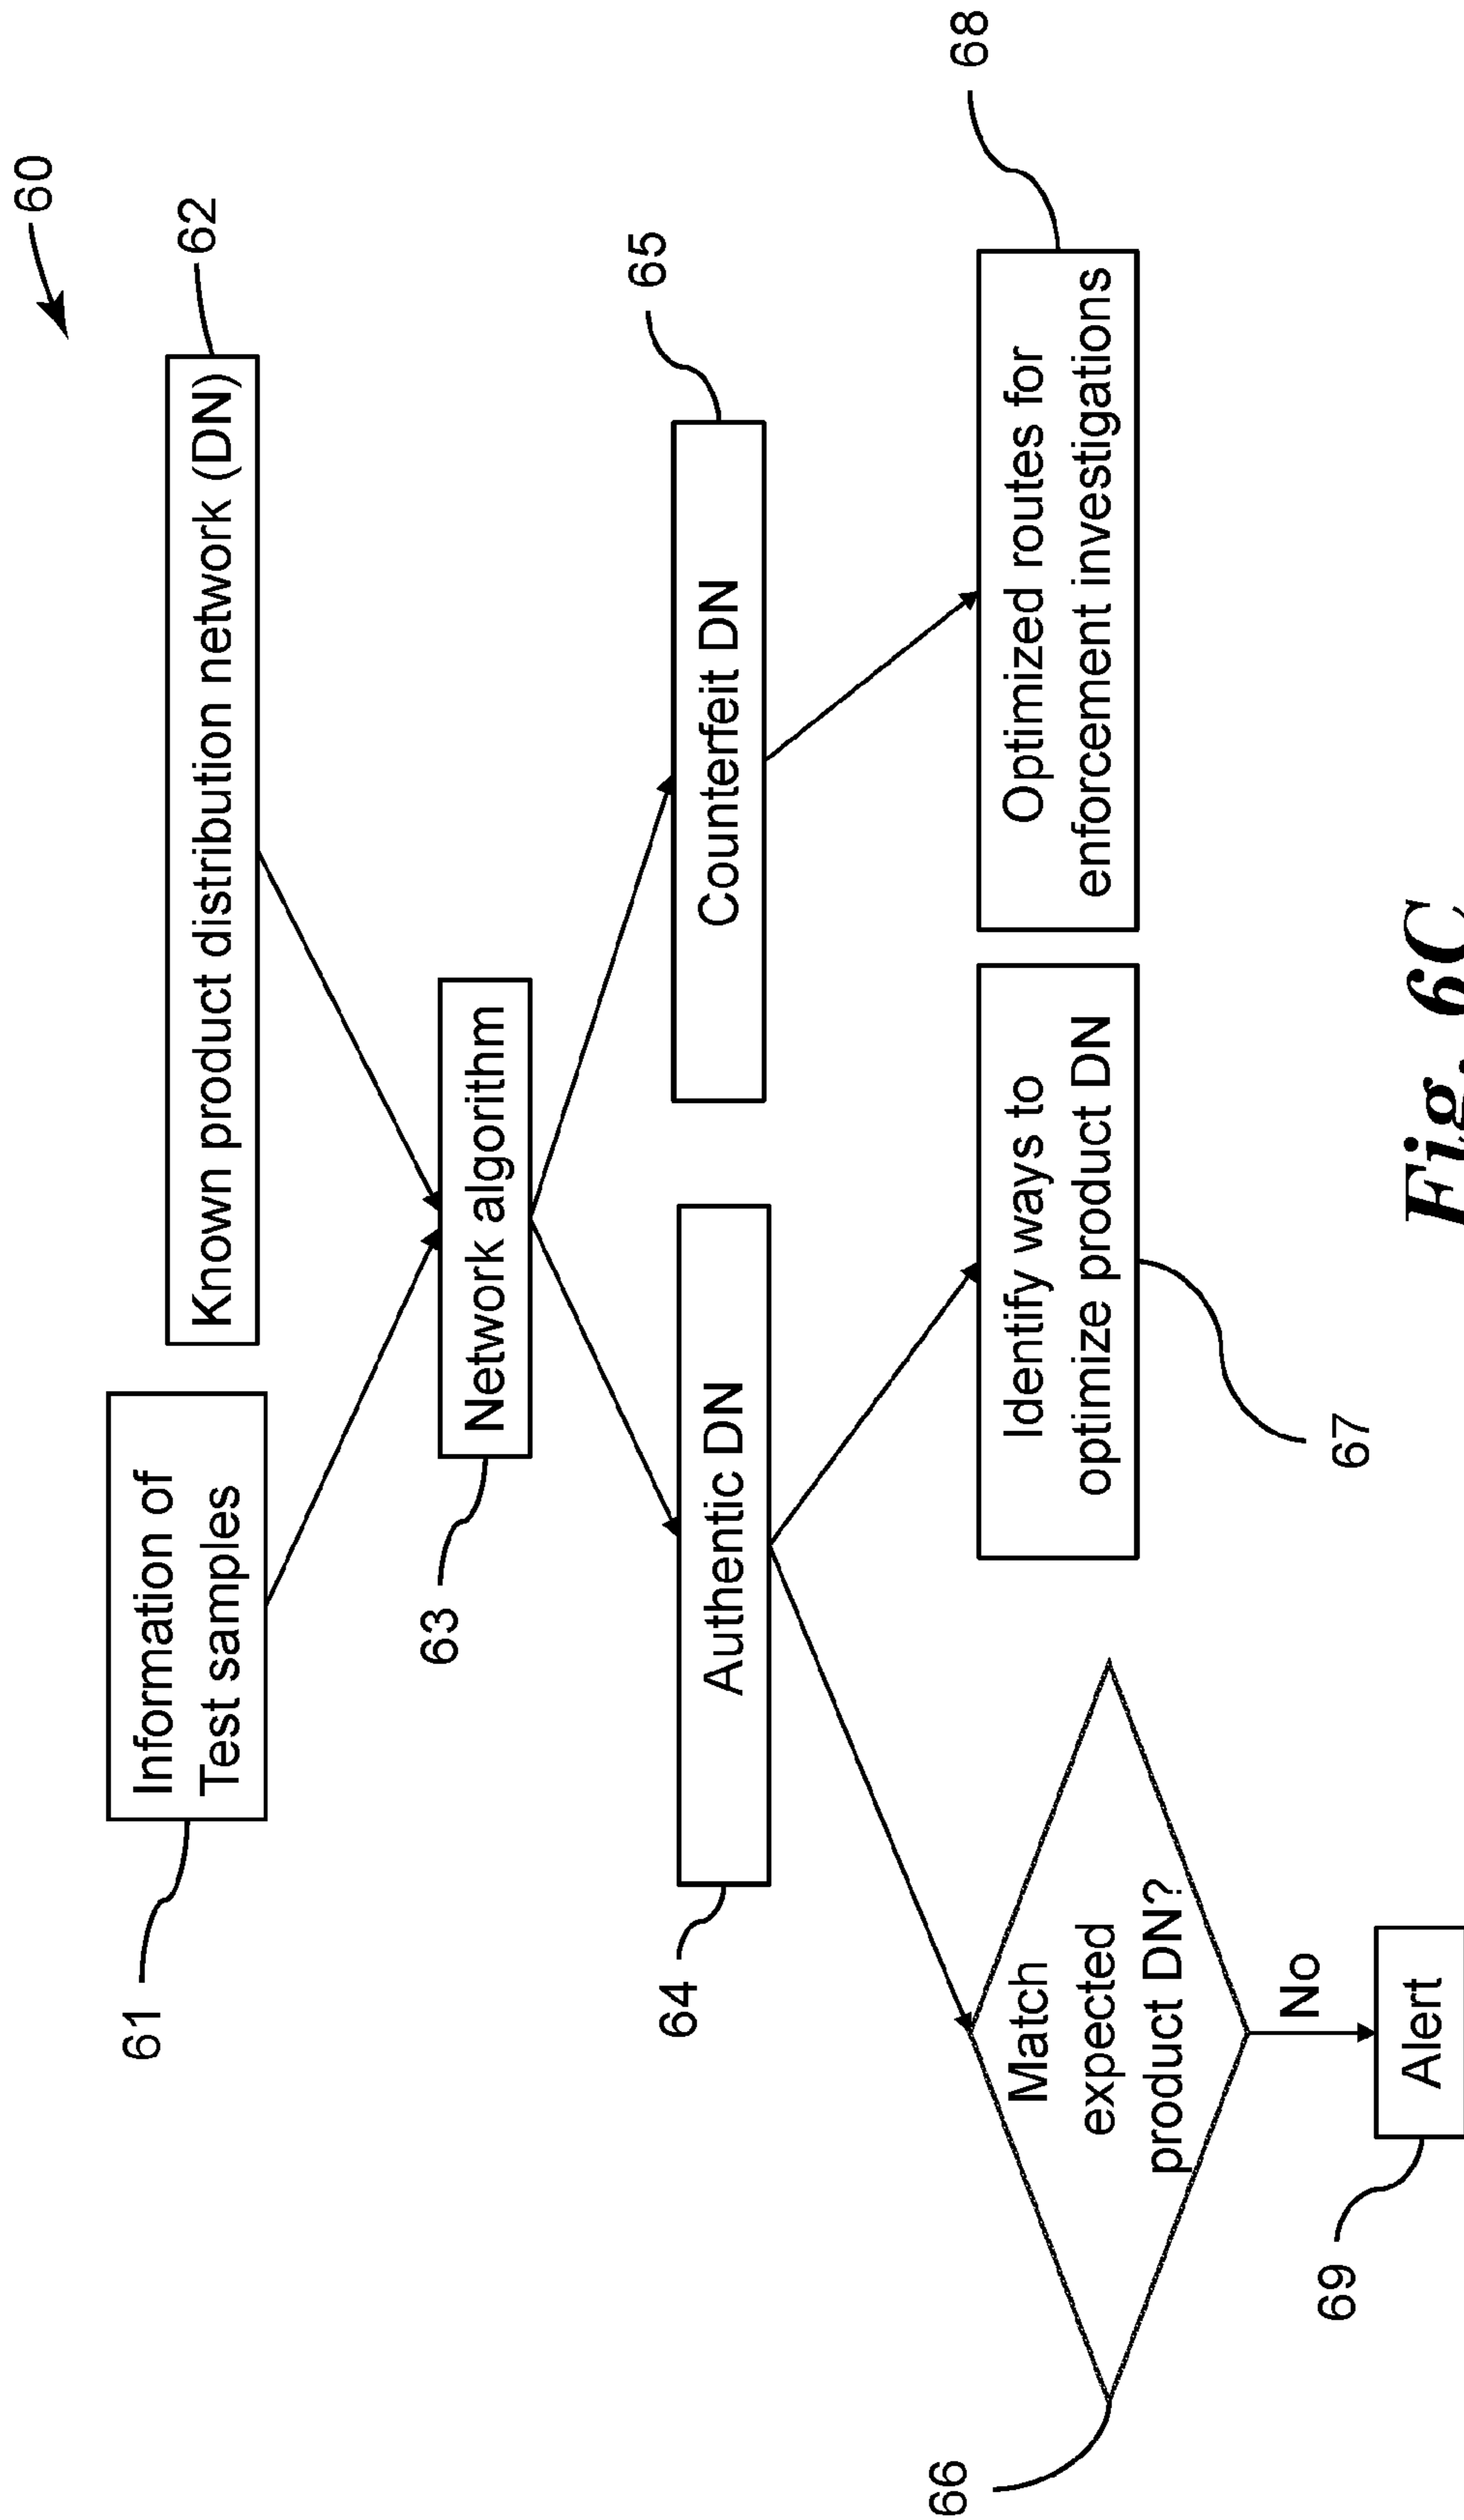 60
61
Information of
Test samples
Known product distribution network (DN)
62
63
Network algorithm
64
Authentic DN
Counterfeit DN
65
66
Match
expected
product DN?
Identify ways to
optimize product DN
67
Optimized routes for
enforcement investigations
68
No
69
Alert
Fig. 6C